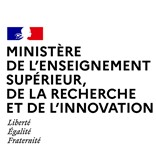 MINISTÈRE
DE L'ENSEIGNEMENT
SUPÉRIEUR,
DE LA RECHERCHE
ET DE L'INNOVATION
Liberté
Égalité
Fraternité